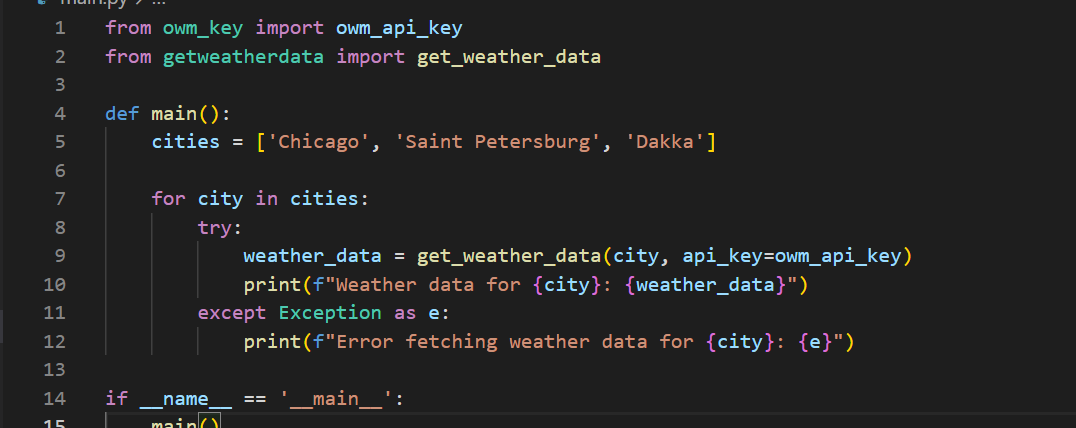 main.py > ...
1 from owm_key import owm_api_key
2 from getweatherdata import get_weather_data
3
4 def main():
5     cities = ['Chicago', 'Saint Petersburg', 'Dakka']
6
7     for city in cities:
8         try:
9             weather_data = get_weather_data(city, api_key=owm_api_key)
10             print(f"Weather data for {city}: {weather_data}")
11         except Exception as e:
12             print(f"Error fetching weather data for {city}: {e}")
13
14 if __name__ == '__main__':
15     main()